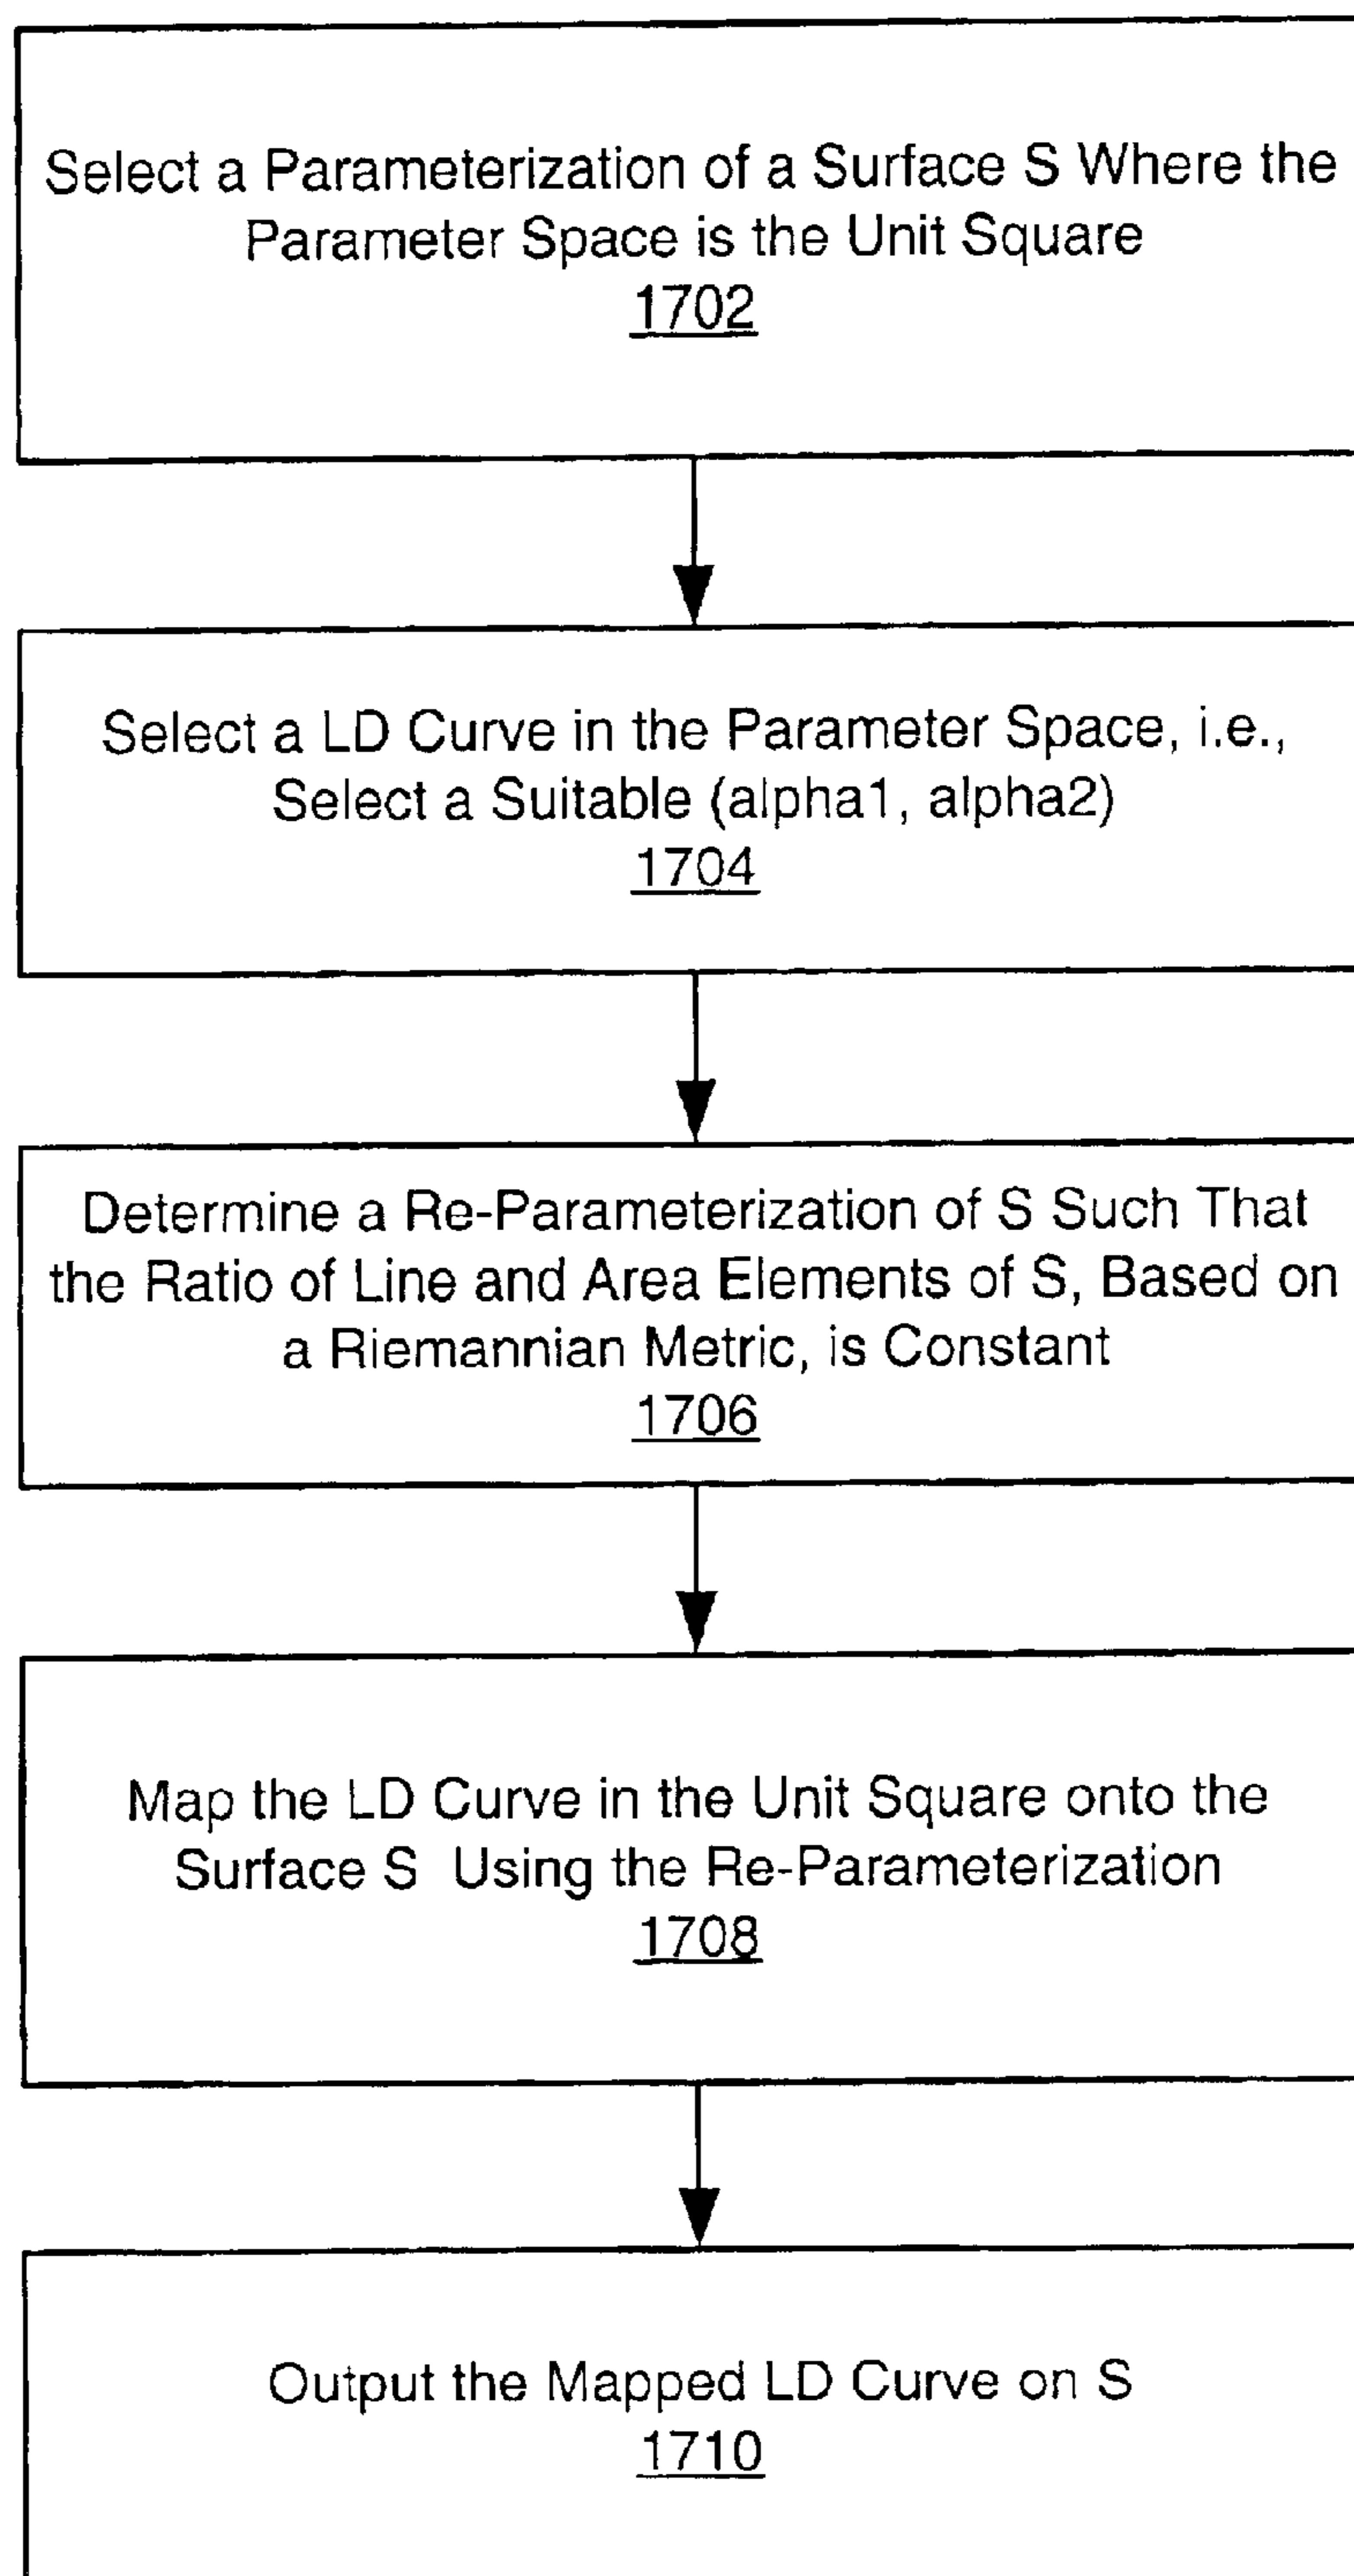 Select a Parameterization of a Surface S Where the
Parameter Space is the Unit Square
1702
Select a LD Curve in the Parameter Space, i.e.,
Select a Suitable (alpha1, alpha2)
1704
Determine a Re-Parameterization of S Such That
the Ratio of Line and Area Elements of S, Based on
a Riemannian Metric, is Constant
1706
Map the LD Curve in the Unit Square onto the
Surface S Using the Re-Parameterization
1708
Output the Mapped LD Curve on S
1710